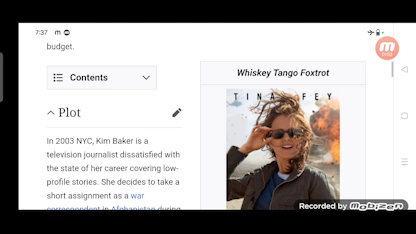 7:37 m
budget.
Contents
Plot
In 2003 NYC, Kim Baker is a
television journalist dissatisfied with
the state of her career covering low-
profile stories. She decides to take a
short assignment as a war
correspondent in Afghanistan during
Whiskey Tango Foxtrot
TINA FEY
Recorded by
mobizen